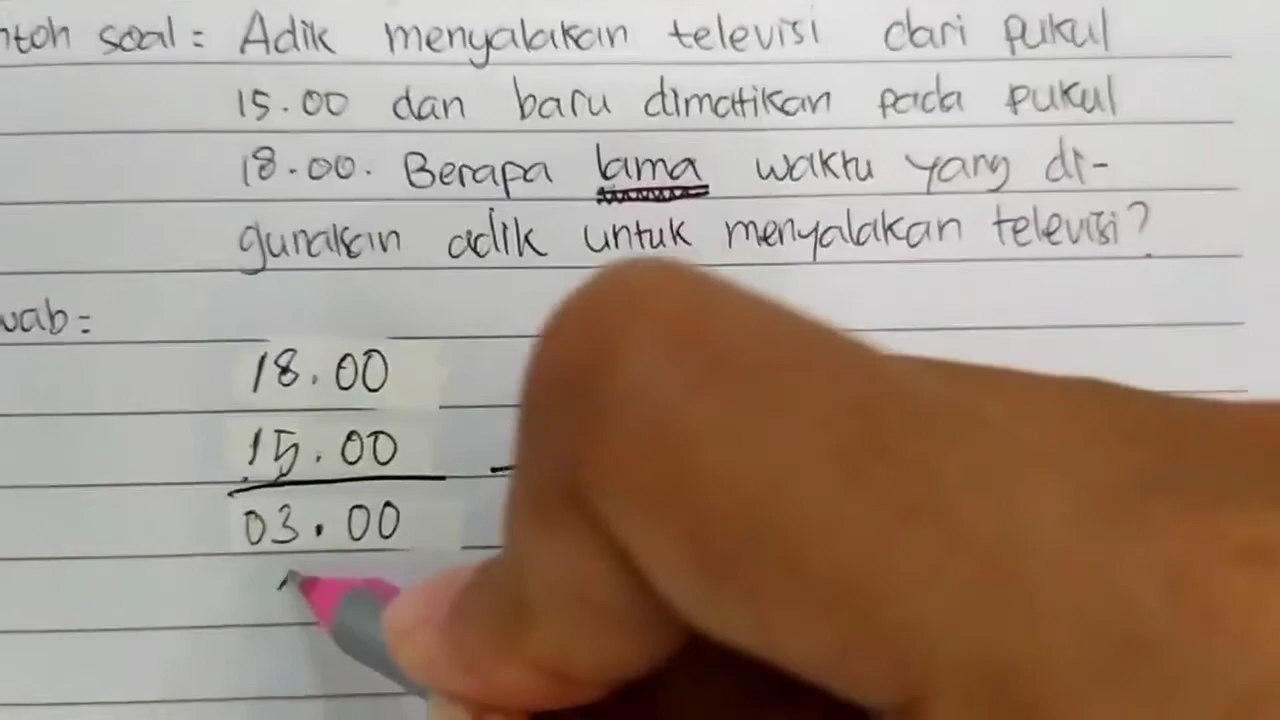 ntoh soal = Adik menyalakan televisi dari pukul
15.00 dan baru dimatikan pada pukul
18.00. Berapa lama waktu yang di-
gunakan adik untuk menyalakan televisi?
wab =
18.00
15.00 -
03.00